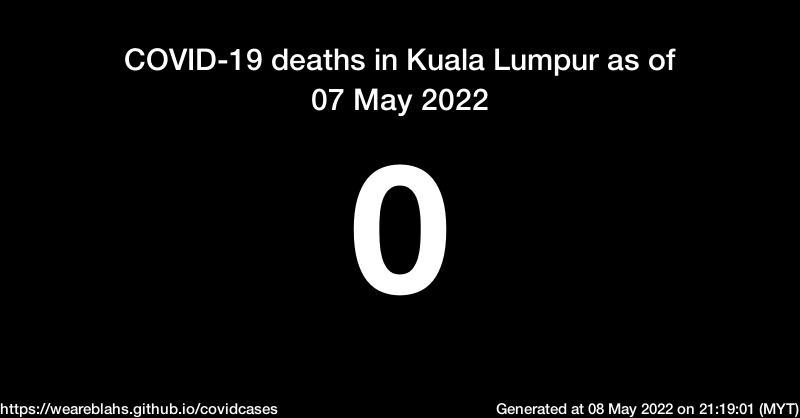 COVID-19 deaths in Kuala Lumpur as of
07 May 2022
0
https://weareblahs.github.io/covidcases
Generated at 08 May 2022 on 21:19:01 (MYT)